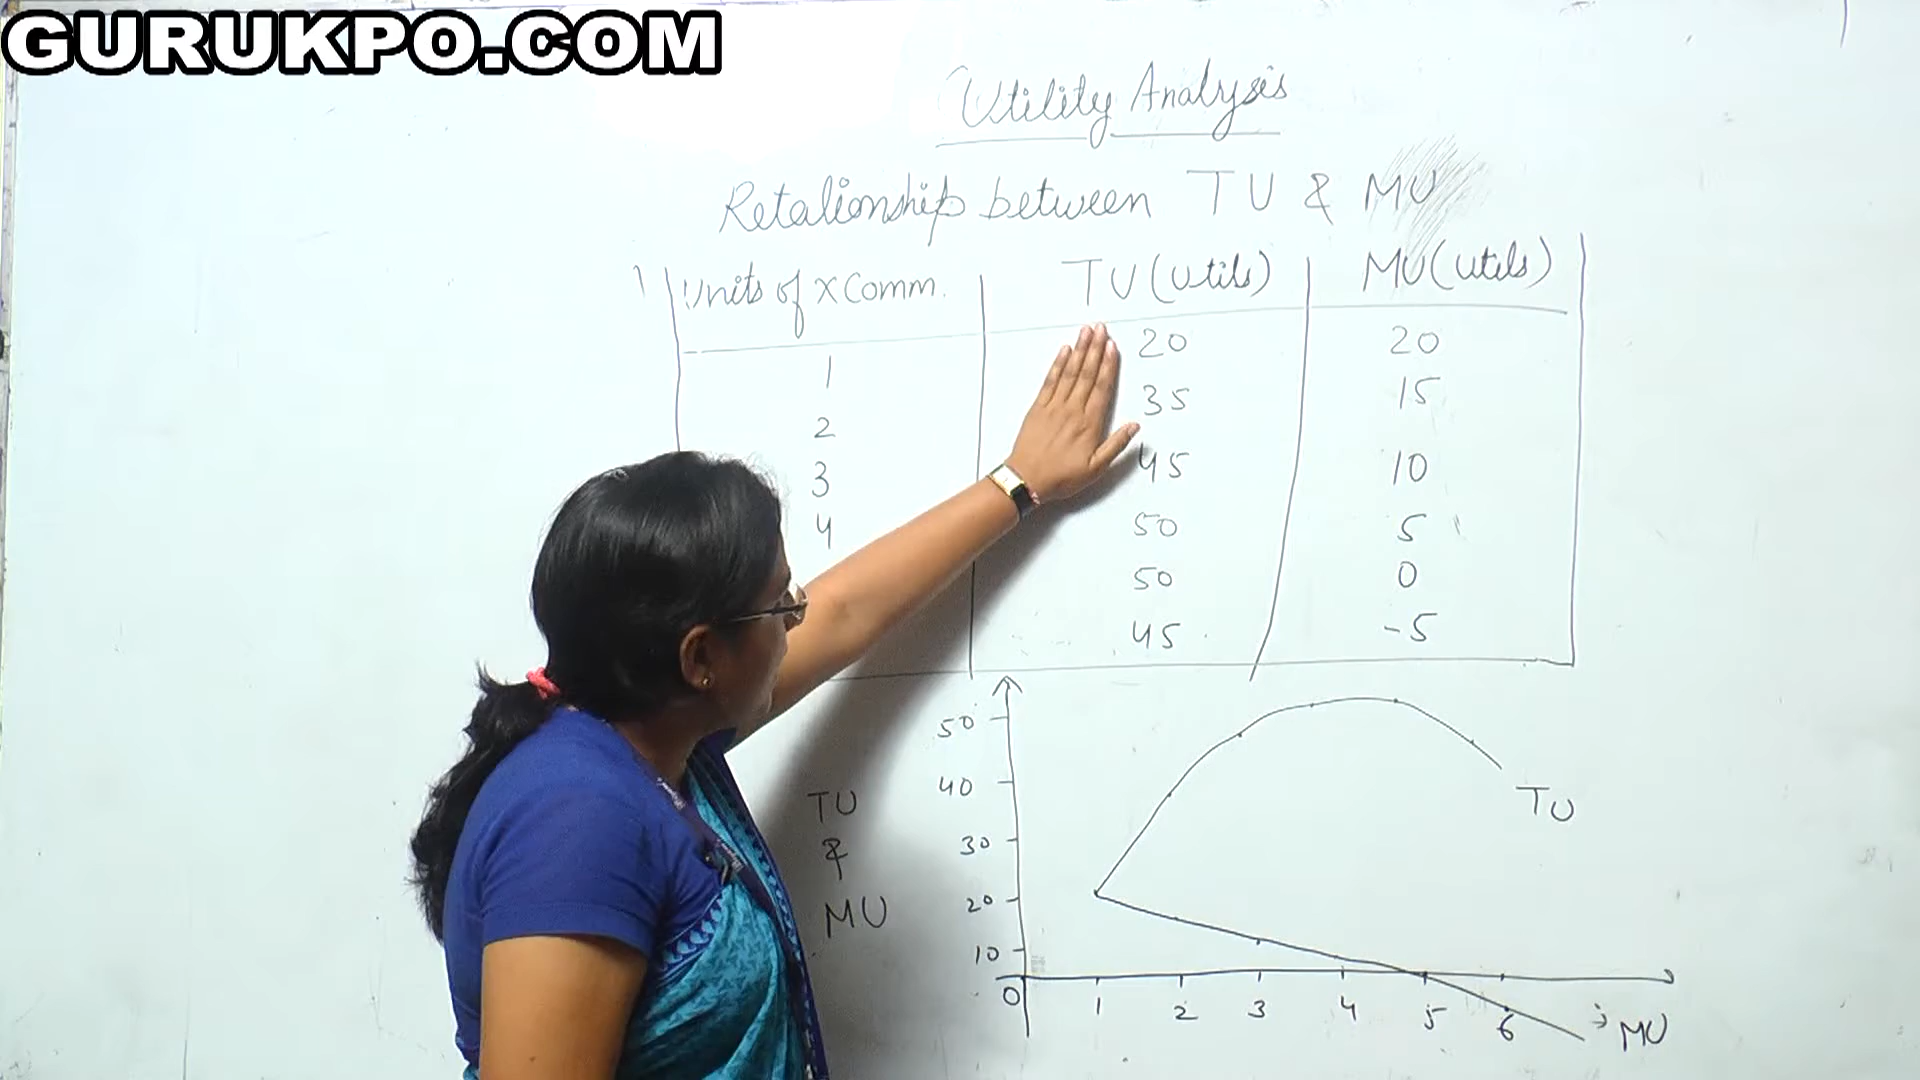 GURUKPO.COM
Utility Analysis
Retalionship between TU & MU
Units of x Comm. TU (utils) MU (utils)
1 20 20
2 35 15
3 45 10
4 50 5
50 0
45 -5
50
40
30
20
10
0 1 2 3 4 5 6
TU
&
MU
TU
MU